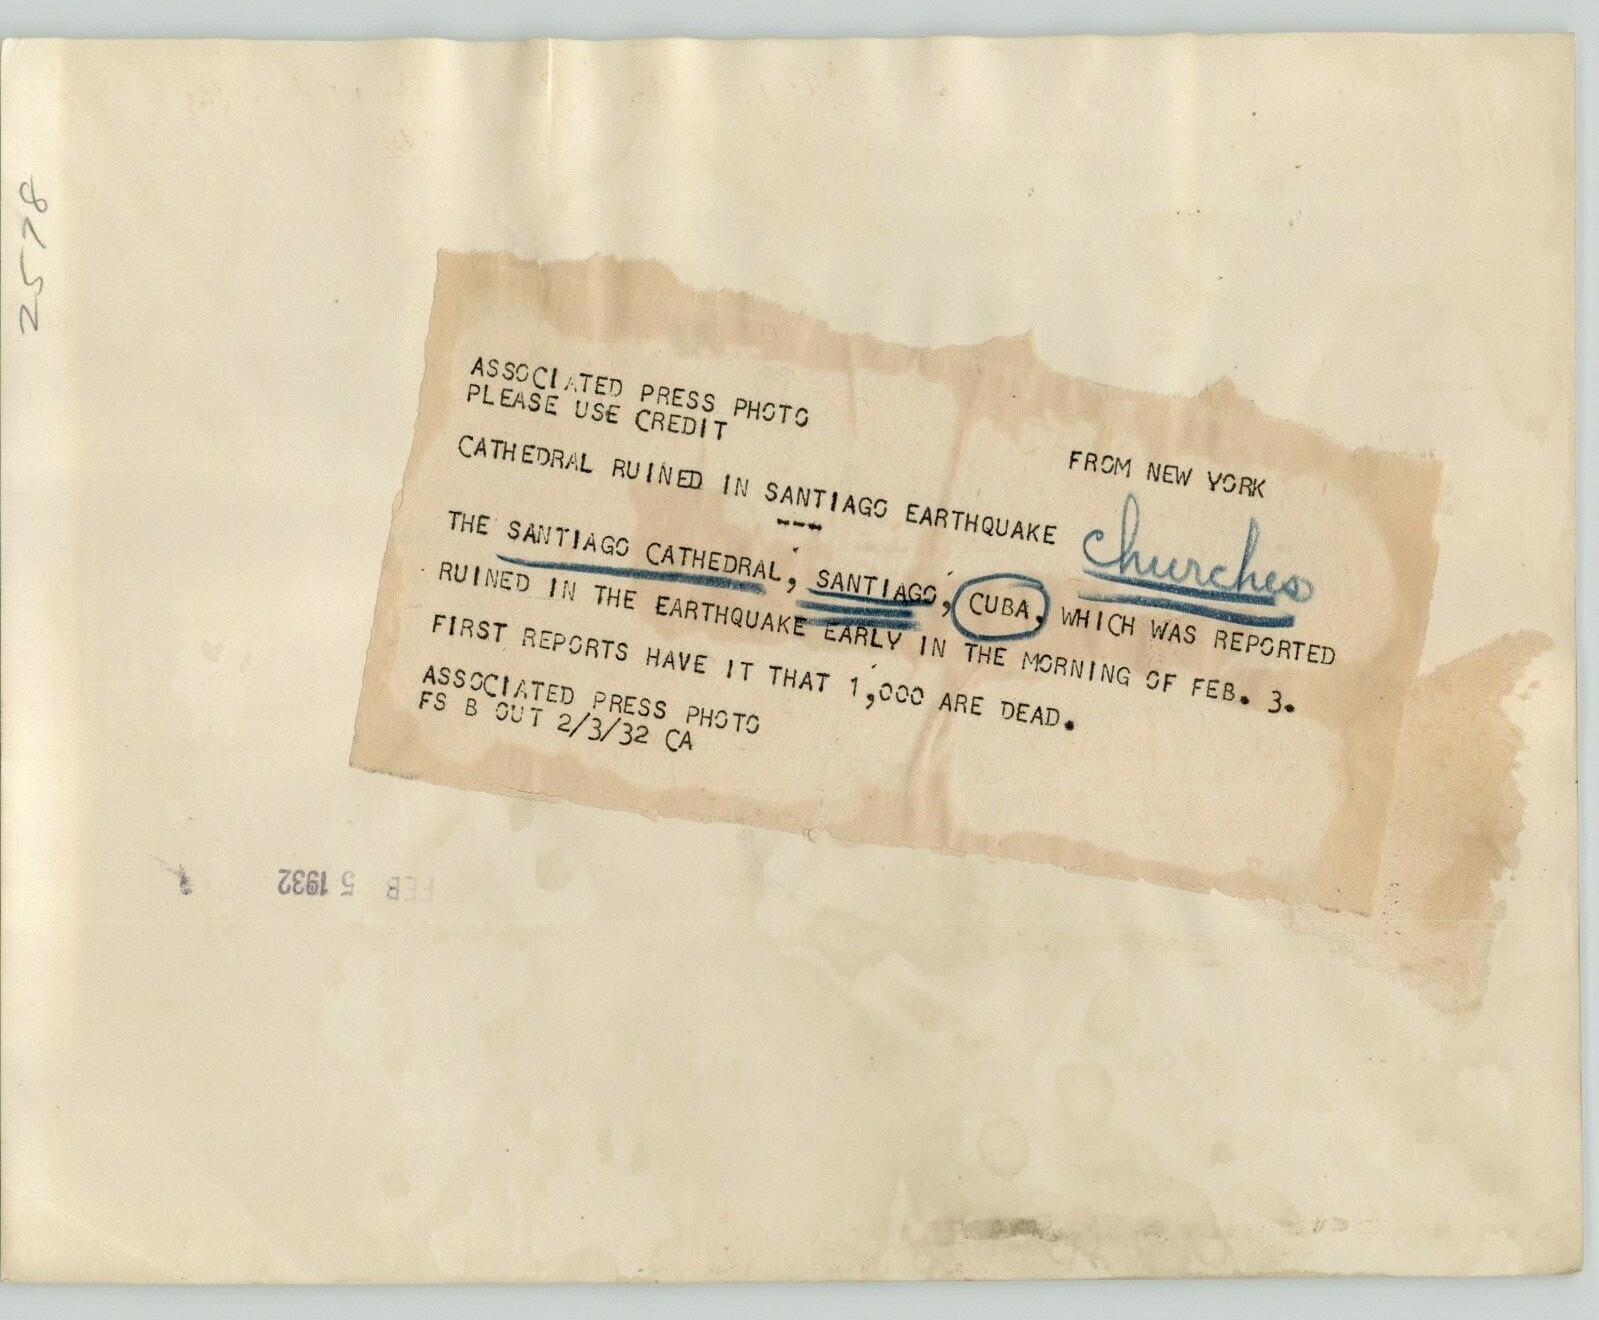 2578
ASSOCIATED PRESS PHOTO
PLEASE USE CREDIT
FROM NEW YORK
CATHEDRAL RUINED IN SANTIAGO EARTHQUAKE
---
Churches
THE SANTIAGO CATHEDRAL, SANTIAGO, CUBA, WHICH WAS REPORTED
RUINED IN THE EARTHQUAKE EARLY IN THE MORNING OF FEB. 3.
FIRST REPORTS HAVE IT THAT 1,000 ARE DEAD.
ASSOCIATED PRESS PHOTO
FS B OUT 2/3/32 CA
FEB 5 1932